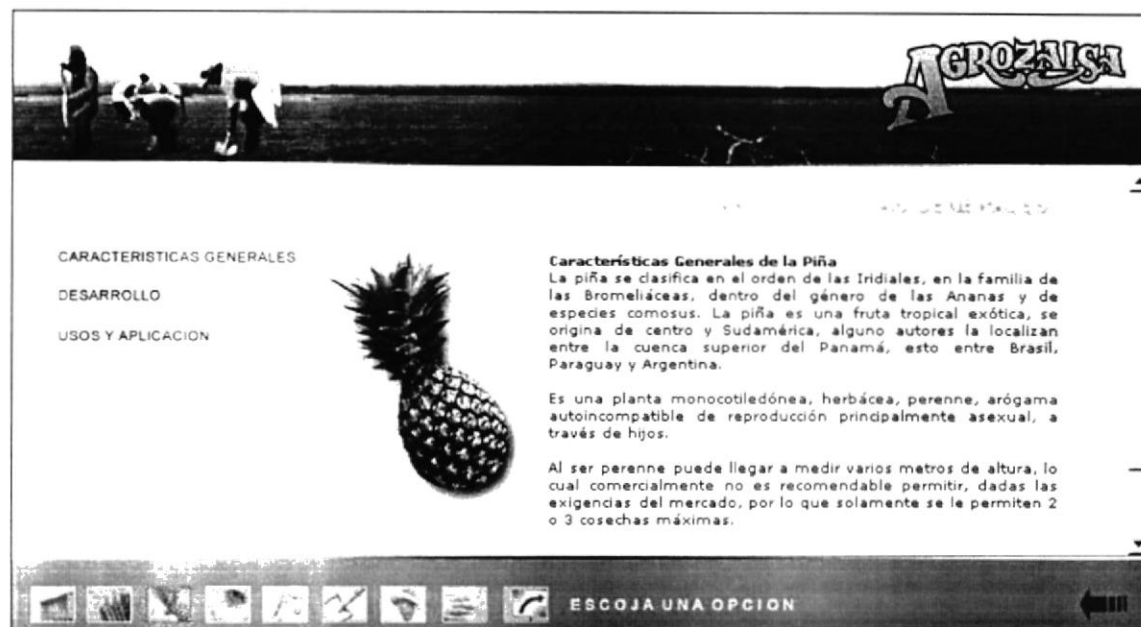 AGROZAISA
CARACTERISTICAS GENERALES
DESARROLLO
USOS Y APLICACION
Características Generales de la Piña
La piña se clasifica en el orden de las Iridiales, en la familia de
las Bromeliáceas, dentro del género de las Ananas y de
especies comosus. La piña es una fruta tropical exótica, se
origina de centro y Sudamérica, alguno autores la localizan
entre la cuenca superior del Panamá, esto entre Brasil,
Paraguay y Argentina.
Es una planta monocotiledónea, herbácea, perenne, arógama
autoincompatible de reproducción principalmente asexual, a
través de hijos.
Al ser perenne puede llegar a medir varios metros de altura, lo
cual comercialmente no es recomendable permitir, dadas las
exigencias del mercado, por lo que solamente se le permiten 2
o 3 cosechas máximas.
ESCOJA UNA OPCION